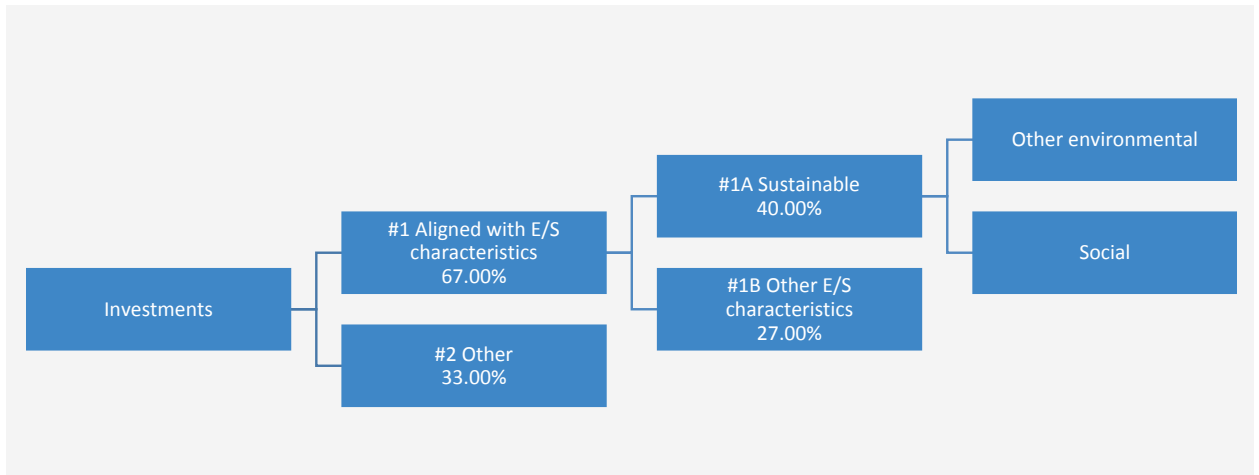 Investments
#1 Aligned with E/S
characteristics
67.00%
#2 Other
33.00%
#1A Sustainable
40.00%
#1B Other E/S
characteristics
27.00%
Other environmental
Social